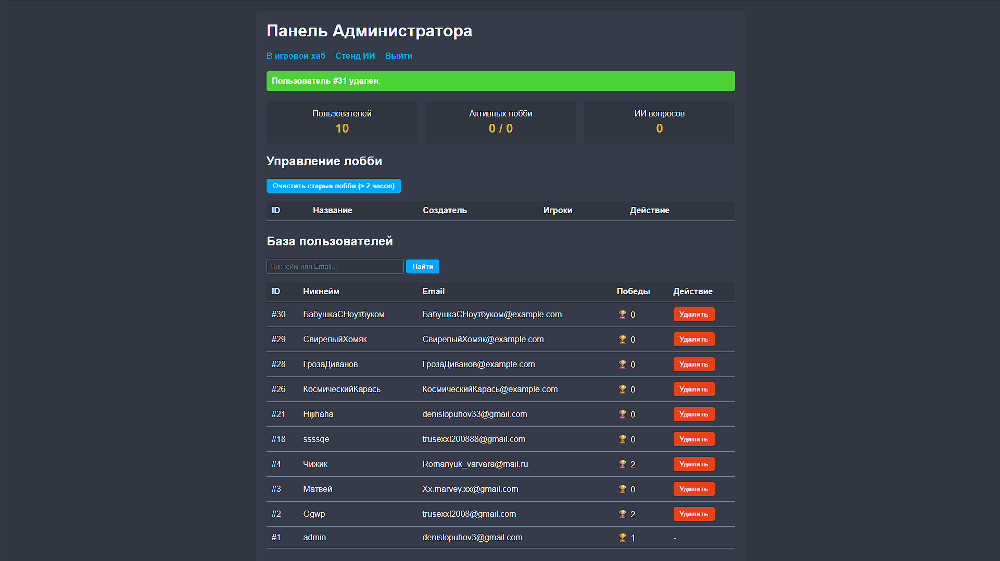 Панель Администратора
В игровой хаб Стенд ИИ Выйти
Пользователь #31 удален.
Пользователей Активных лобби ИИ вопросов
10 0 / 0 0
Управление лобби
Очистить старые лобби (> 2 часов)
ID Название Создатель Игроки Действие
База пользователей
Никнейм или Email... Найти
ID Никнейм Email Победы Действие
#30 БабушкаСНоутбуком БабушкаСНоутбуком@example.com 🏆 0 Удалить
#29 СвирепыйХомяк СвирепыйХомяк@example.com 🏆 0 Удалить
#28 ГрозаДиванов ГрозаДиванов@example.com 🏆 0 Удалить
#26 КосмическийКарась КосмическийКарась@example.com 🏆 0 Удалить
#21 Hijihaha denislopuhov33@gmail.com 🏆 0 Удалить
#18 ssssqe trusexxl200888@gmail.com 🏆 0 Удалить
#4 Чижик Romanyuk_varvara@mail.ru 🏆 2 Удалить
#3 Матвей Xx.marvey.xx@gmail.com 🏆 0 Удалить
#2 Ggwp trusexxl2008@gmail.com 🏆 2 Удалить
#1 admin denislopuhov3@gmail.com 🏆 1 -